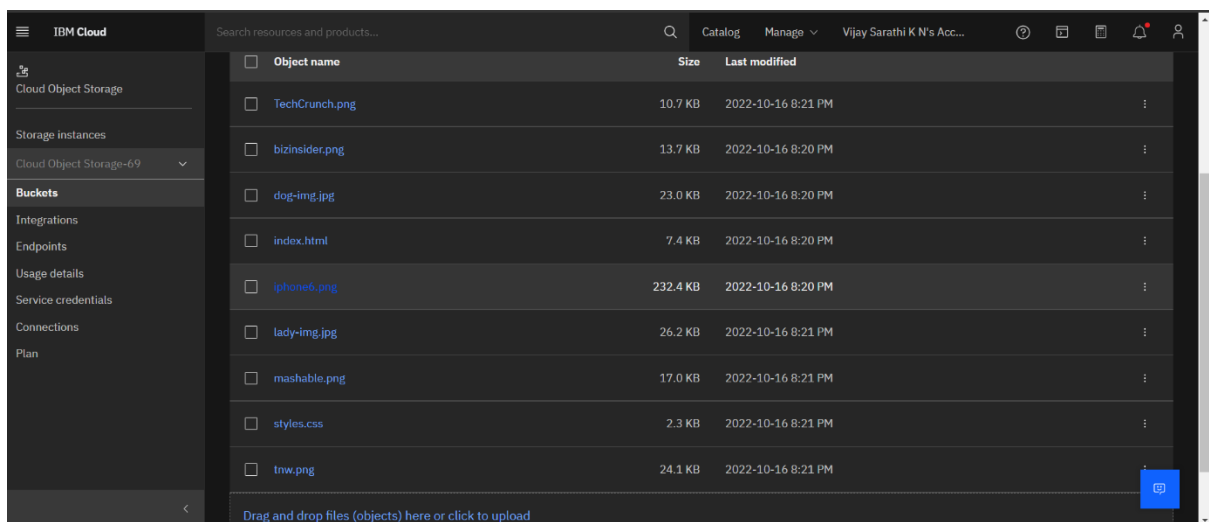 IBM Cloud
Search resources and products...
Catalog
Manage
Vijay Sarathi K N's Acc...
Cloud Object Storage
Storage instances
Cloud Object Storage-69
Buckets
Integrations
Endpoints
Usage details
Service credentials
Connections
Plan
Object name Size Last modified
TechCrunch.png 10.7 KB 2022-10-16 8:21 PM
bizinsider.png 13.7 KB 2022-10-16 8:20 PM
dog-img.jpg 23.0 KB 2022-10-16 8:20 PM
index.html 7.4 KB 2022-10-16 8:20 PM
iphone6.png 232.4 KB 2022-10-16 8:20 PM
lady-img.jpg 26.2 KB 2022-10-16 8:21 PM
mashable.png 17.0 KB 2022-10-16 8:21 PM
styles.css 2.3 KB 2022-10-16 8:21 PM
tnw.png 24.1 KB 2022-10-16 8:21 PM
Drag and drop files (objects) here or click to upload